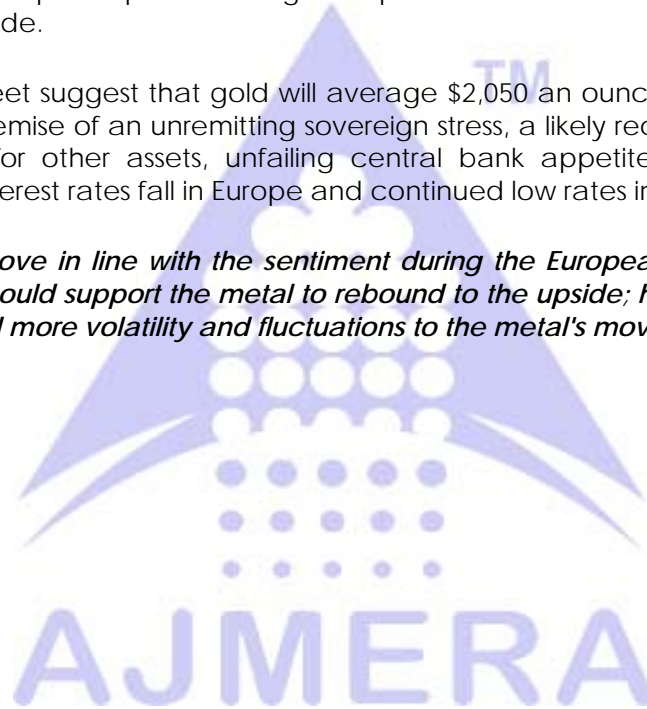 de.
TM
eet suggest that gold will average $2,050 an ounc
emise of an unremitting sovereign stress, a likely rec
for other assets, unfailing central bank appetite
erest rates fall in Europe and continued low rates in
ove in line with the sentiment during the Europea
ould support the metal to rebound to the upside; h
d more volatility and fluctuations to the metal's mov
AJMERA